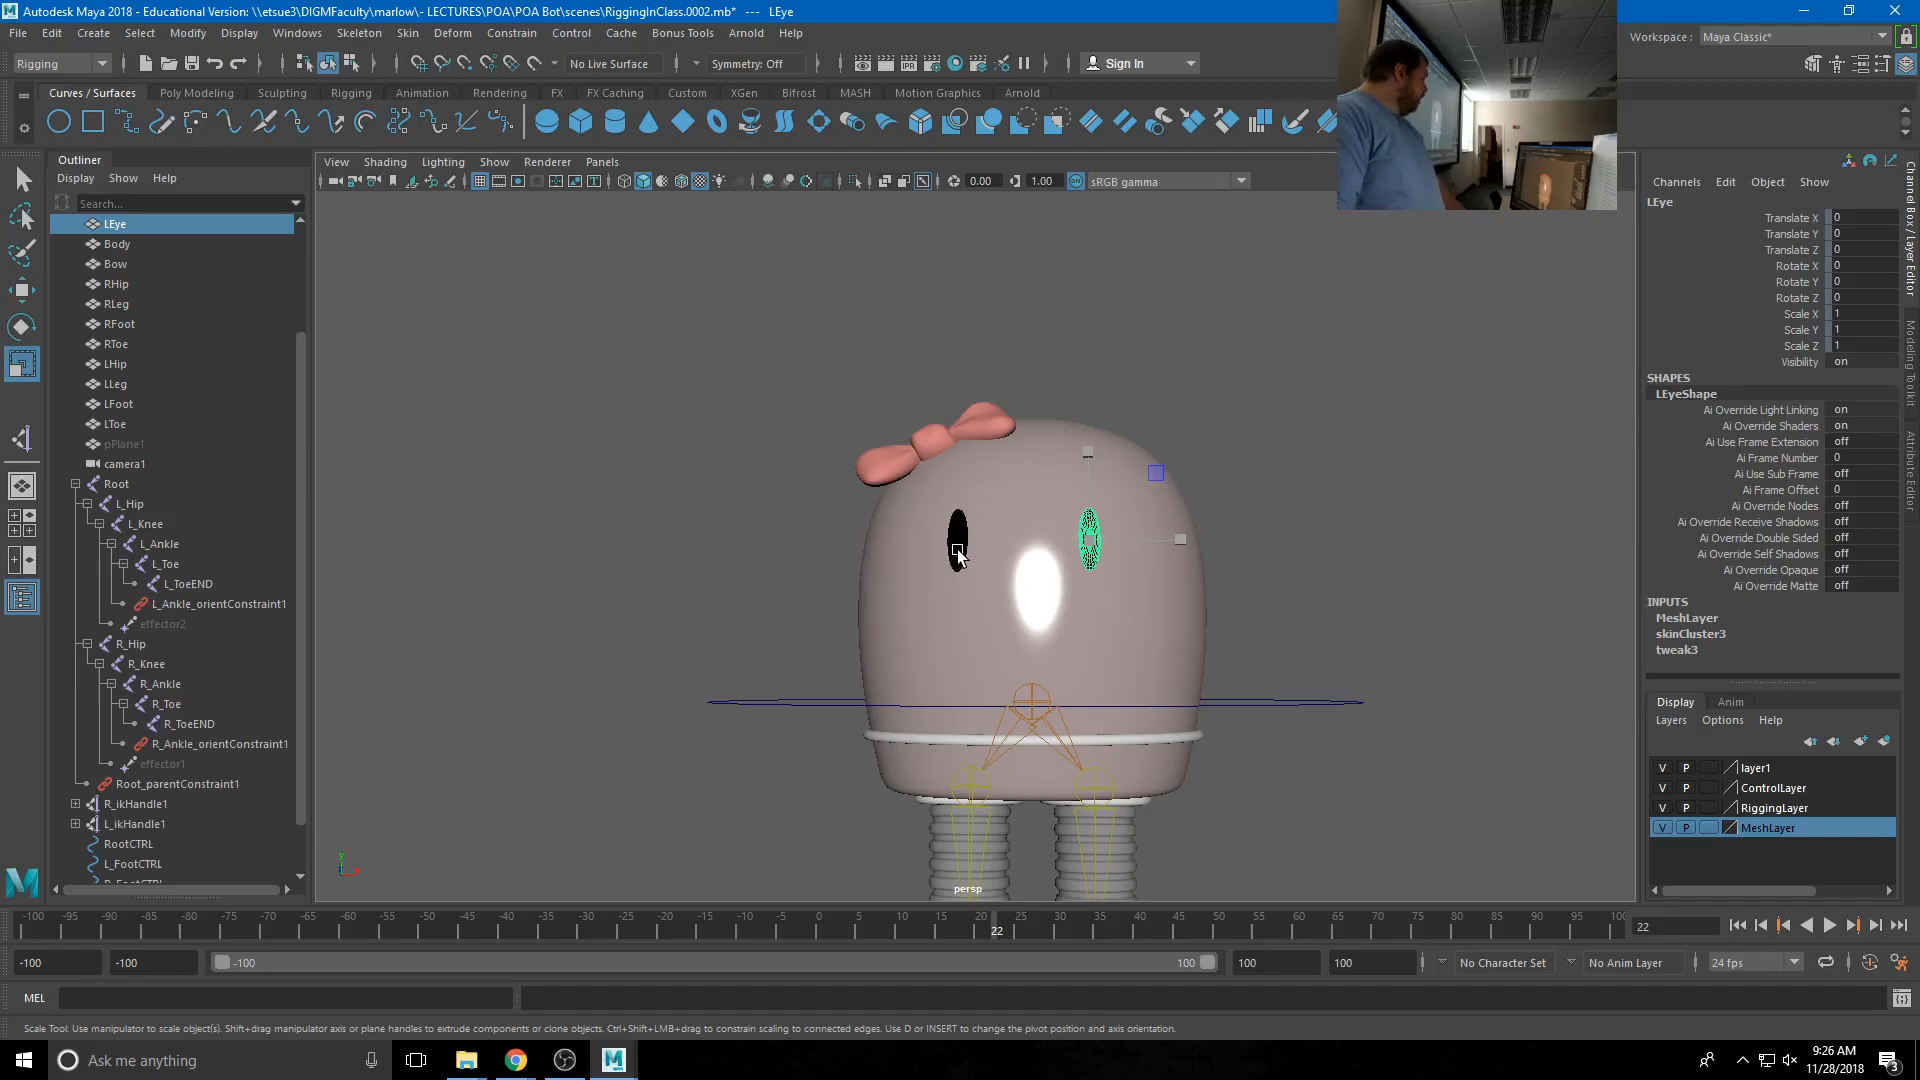 Autodesk Maya 2018 - Educational Version: \\etsue3\DIGMFaculty\marlow\- LECTURES\POA\POA Bot\scenes\RiggingInClass.0002.mb* --- LEye
File Edit Create Select Modify Display Windows Skeleton Skin Deform Constrain Control Cache Bonus Tools Arnold Help
Workspace : Maya Classic*
Rigging No Live Surface Symmetry: Off IPR Sign In
Curves / Surfaces Poly Modeling Sculpting Rigging Animation Rendering FX FX Caching Custom XGen Bifrost MASH Motion Graphics Arnold
Outliner
Display Show Help
Search...
LEye
Body
Bow
RHip
RLeg
RFoot
RToe
LHip
LLeg
LFoot
LToe
pPlane1
camera1
Root
L_Hip
L_Knee
L_Ankle
L_Toe
L_ToeEND
L_Ankle_orientConstraint1
effector2
R_Hip
R_Knee
R_Ankle
R_Toe
R_ToeEND
R_Ankle_orientConstraint1
effector1
Root_parentConstraint1
R_ikHandle1
L_ikHandle1
RootCTRL
L_FootCTRL
View Shading Lighting Show Renderer Panels
0.00 1.00 sRGB gamma
persp
Channels Edit Object Show
LEye
Translate X 0
Translate Y 0
Translate Z 0
Rotate X 0
Rotate Y 0
Rotate Z 0
Scale X 1
Scale Y 1
Scale Z 1
Visibility on
SHAPES
LEyeShape
Ai Override Light Linking on
Ai Override Shaders on
Ai Use Frame Extension off
Ai Frame Number 0
Ai Use Sub Frame off
Ai Frame Offset 0
Ai Override Nodes off
Ai Override Receive Shadows off
Ai Override Double Sided off
Ai Override Self Shadows off
Ai Override Opaque off
Ai Override Matte off
INPUTS
MeshLayer
skinCluster3
tweak3
Display Anim
Layers Options Help
V P layer1
V P ControlLayer
V P RiggingLayer
V P MeshLayer
Channel Box / Layer Editor
Modeling Toolkit
Attribute Editor
-100 -95 -90 -85 -80 -75 -70 -65 -60 -55 -50 -45 -40 -35 -30 -25 -20 -15 -10 -5 0 5 10 15 20 25 30 35 40 45 50 55 60 65 70 75 80 85 90 95 10
22 22
-100 -100 -100 100 100 100 No Character Set No Anim Layer 24 fps
MEL
Scale Tool: Use manipulator to scale object(s). Shift+drag manipulator axis or plane handles to extrude components or clone objects. Ctrl+Shift+LMB+drag to constrain scaling to connected edges. Use D or INSERT to change the pivot position and axis orientation.
Ask me anything
9:26 AM
11/28/2018
3